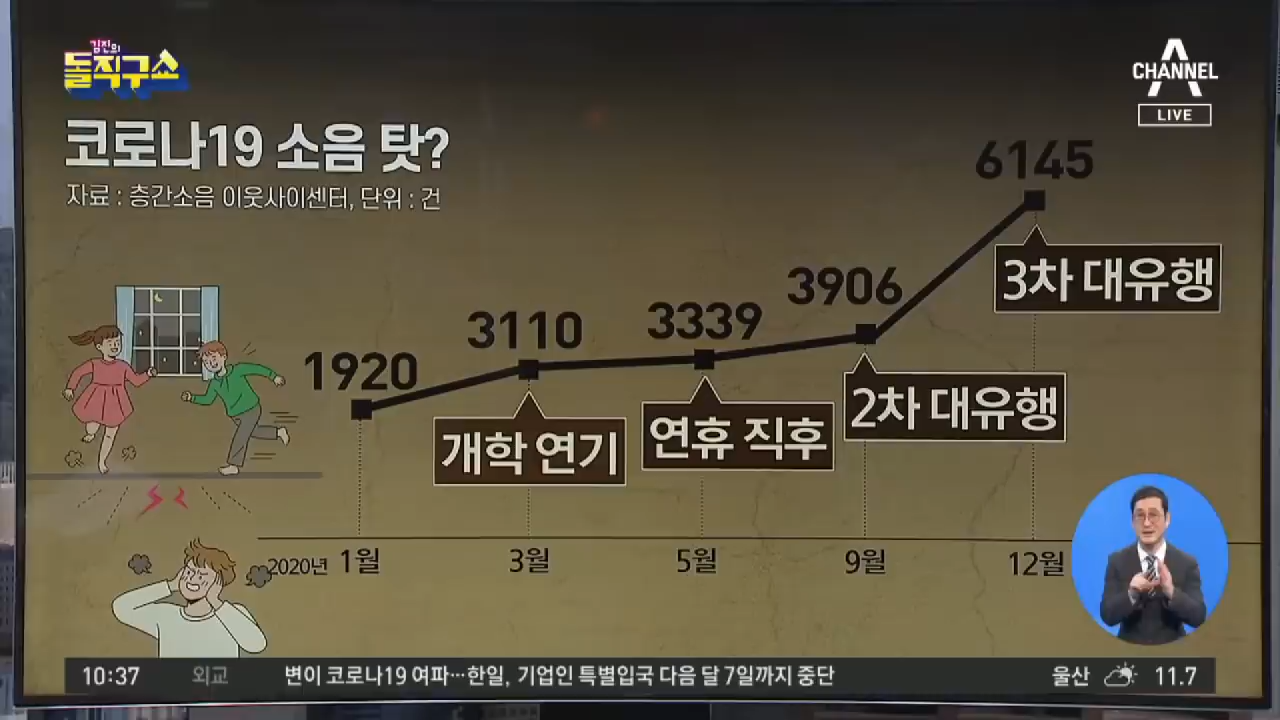 김진의
돌직구쇼
CHANNEL A
LIVE
코로나19 소음 탓?
자료 : 층간소음 이웃사이센터, 단위 : 건
1920
3110
3339
3906
6145
개학 연기
연휴 직후
2차 대유행
3차 대유행
2020년 1월
3월
5월
9월
12월
10:37
외교
변이 코로나19 여파…한일, 기업인 특별입국 다음 달 7일까지 중단
울산
11.7